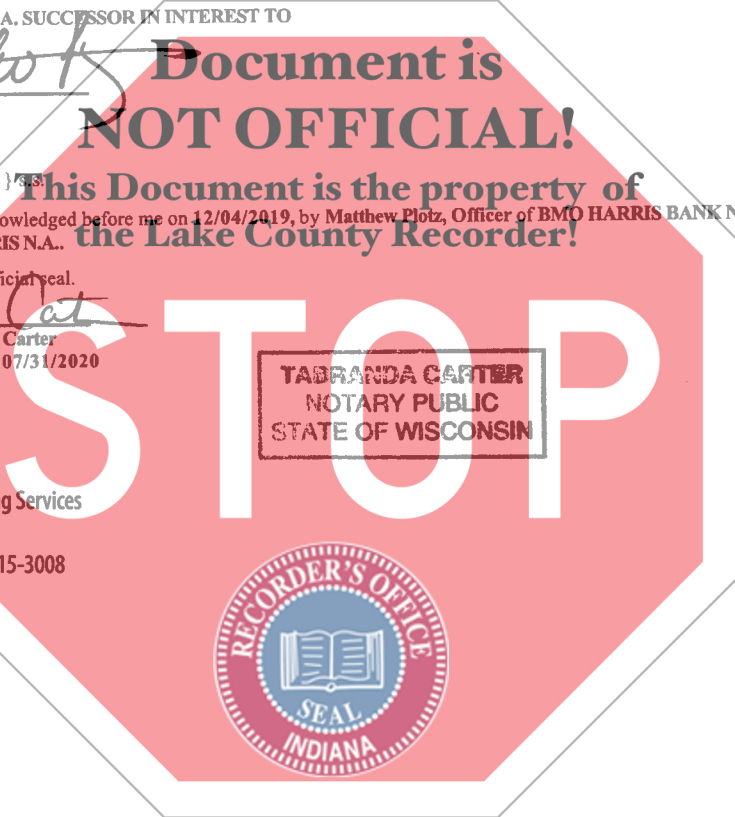 A. SUCCESSOR IN INTEREST TO
Document is
NOT OFFICIAL!
} s.s.
This Document is the property of
owledged before me on 12/04/2019, by Matthew Plotz, Officer of BMO HARRIS BANK N
IS N.A..
the Lake County Recorder!
icial seal.
Carter
07/31/2020
STOP
TABRANDA CARTER
NOTARY PUBLIC
STATE OF WISCONSIN
g Services
15-3008
RECORDER'S OFFICE
SEAL
INDIANA